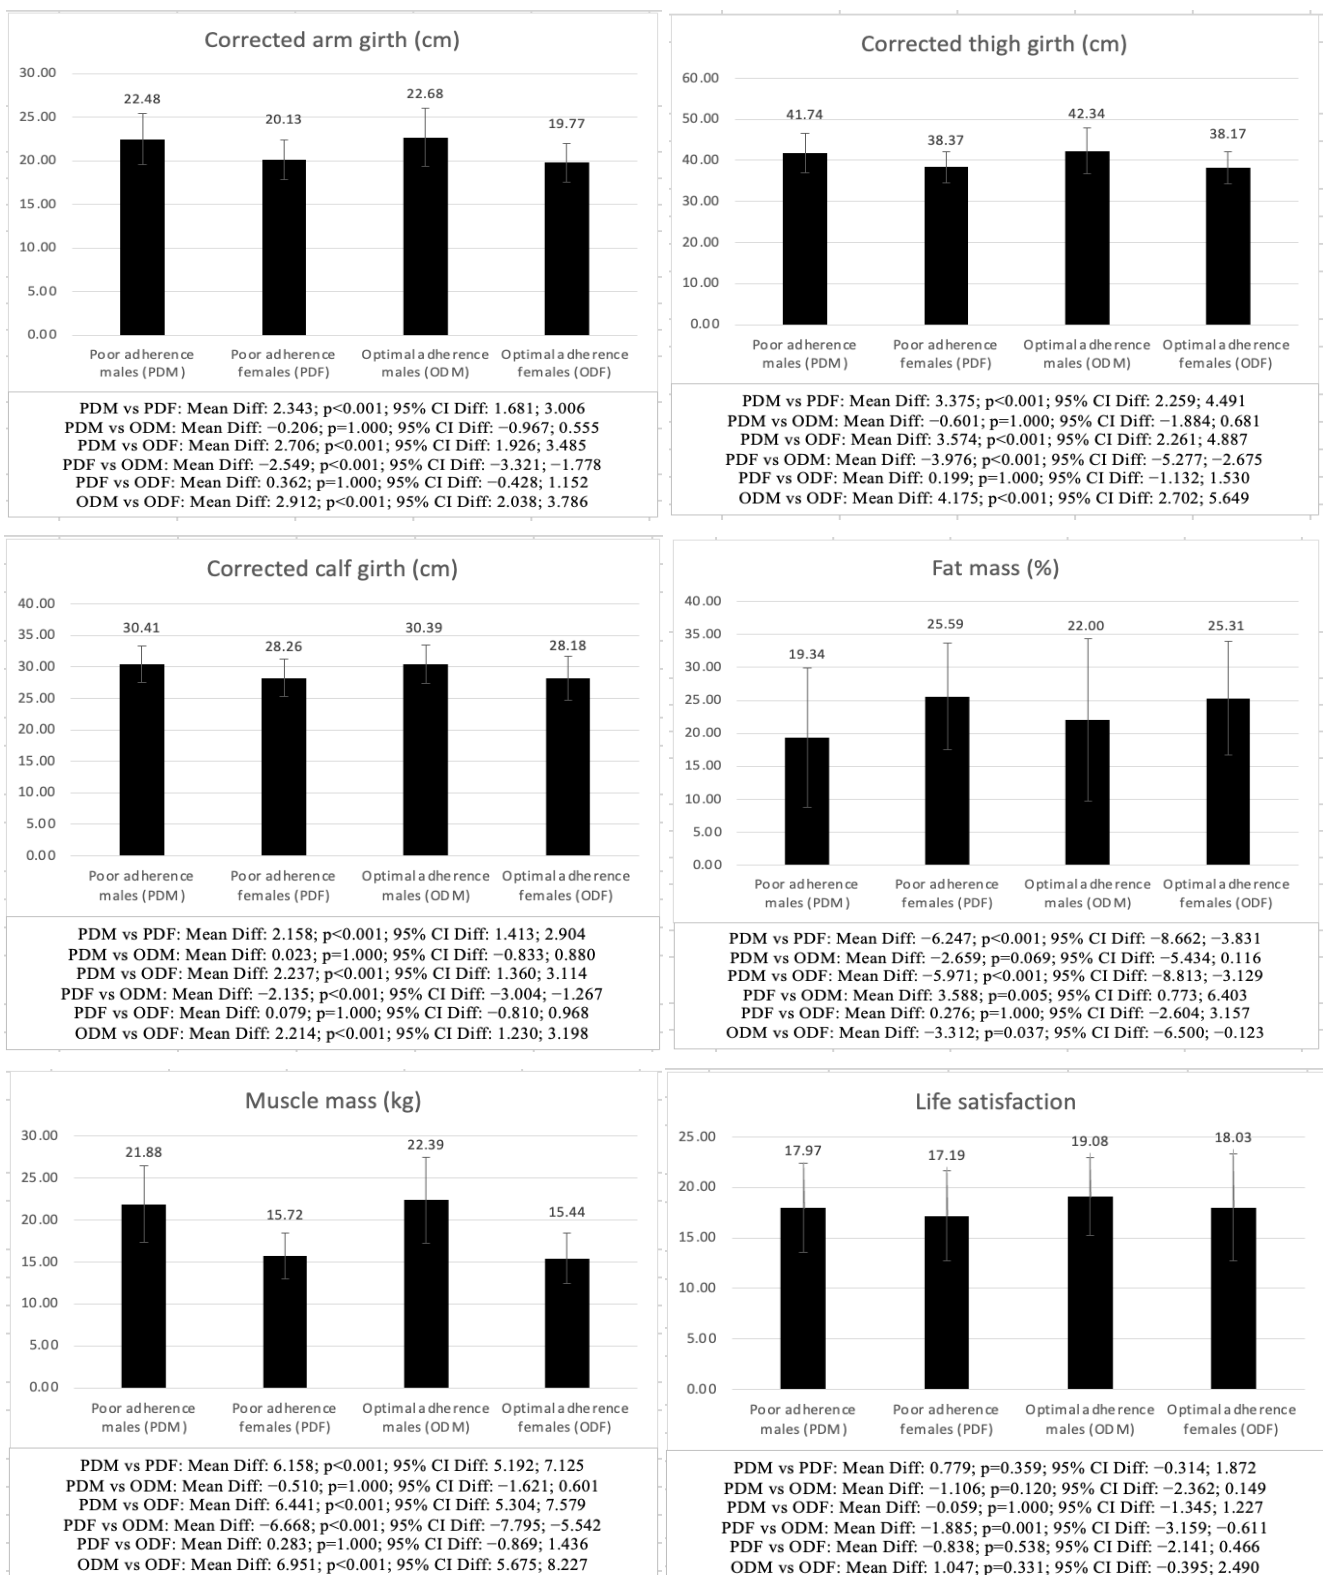 Corrected arm girth (cm)
30.00
25.00
20.00
15.00
10.00
5.00
0.00
22.48
20.13
22.68
19.77
Poor adherence males (PDM)
Poor adherence females (PDF)
Optimal adherence males (ODM)
Optimal adherence females (ODF)
PDM vs PDF: Mean Diff: 2.343; p<0.001; 95% CI Diff: 1.681; 3.006
PDM vs ODM: Mean Diff: −0.206; p=1.000; 95% CI Diff: −0.967; 0.555
PDM vs ODF: Mean Diff: 2.706; p<0.001; 95% CI Diff: 1.926; 3.485
PDF vs ODM: Mean Diff: −2.549; p<0.001; 95% CI Diff: −3.321; −1.778
PDF vs ODF: Mean Diff: 0.362; p=1.000; 95% CI Diff: −0.428; 1.152
ODM vs ODF: Mean Diff: 2.912; p<0.001; 95% CI Diff: 2.038; 3.786
Corrected thigh girth (cm)
60.00
50.00
40.00
30.00
20.00
10.00
0.00
41.74
38.37
42.34
38.17
Poor adherence males (PDM)
Poor adherence females (PDF)
Optimal adherence males (ODM)
Optimal adherence females (ODF)
PDM vs PDF: Mean Diff: 3.375; p<0.001; 95% CI Diff: 2.259; 4.491
PDM vs ODM: Mean Diff: −0.601; p=1.000; 95% CI Diff: −1.884; 0.681
PDM vs ODF: Mean Diff: 3.574; p<0.001; 95% CI Diff: 2.261; 4.887
PDF vs ODM: Mean Diff: −3.976; p<0.001; 95% CI Diff: −5.277; −2.675
PDF vs ODF: Mean Diff: 0.199; p=1.000; 95% CI Diff: −1.132; 1.530
ODM vs ODF: Mean Diff: 4.175; p<0.001; 95% CI Diff: 2.702; 5.649
Corrected calf girth (cm)
40.00
35.00
30.00
25.00
20.00
15.00
10.00
5.00
0.00
30.41
28.26
30.39
28.18
Poor adherence males (PDM)
Poor adherence females (PDF)
Optimal adherence males (ODM)
Optimal adherence females (ODF)
PDM vs PDF: Mean Diff: 2.158; p<0.001; 95% CI Diff: 1.413; 2.904
PDM vs ODM: Mean Diff: 0.023; p=1.000; 95% CI Diff: −0.833; 0.880
PDM vs ODF: Mean Diff: 2.237; p<0.001; 95% CI Diff: 1.360; 3.114
PDF vs ODM: Mean Diff: −2.135; p<0.001; 95% CI Diff: −3.004; −1.267
PDF vs ODF: Mean Diff: 0.079; p=1.000; 95% CI Diff: −0.810; 0.968
ODM vs ODF: Mean Diff: 2.214; p<0.001; 95% CI Diff: 1.230; 3.198
Fat mass (%)
40.00
35.00
30.00
25.00
20.00
15.00
10.00
5.00
0.00
19.34
25.59
22.00
25.31
Poor adherence males (PDM)
Poor adherence females (PDF)
Optimal adherence males (ODM)
Optimal adherence females (ODF)
PDM vs PDF: Mean Diff: −6.247; p<0.001; 95% CI Diff: −8.662; −3.831
PDM vs ODM: Mean Diff: −2.659; p=0.069; 95% CI Diff: −5.434; 0.116
PDM vs ODF: Mean Diff: −5.971; p<0.001; 95% CI Diff: −8.813; −3.129
PDF vs ODM: Mean Diff: 3.588; p=0.005; 95% CI Diff: 0.773; 6.403
PDF vs ODF: Mean Diff: 0.276; p=1.000; 95% CI Diff: −2.604; 3.157
ODM vs ODF: Mean Diff: −3.312; p=0.037; 95% CI Diff: −6.500; −0.123
Muscle mass (kg)
30.00
25.00
20.00
15.00
10.00
5.00
0.00
21.88
15.72
22.39
15.44
Poor adherence males (PDM)
Poor adherence females (PDF)
Optimal adherence males (ODM)
Optimal adherence females (ODF)
PDM vs PDF: Mean Diff: 6.158; p<0.001; 95% CI Diff: 5.192; 7.125
PDM vs ODM: Mean Diff: −0.510; p=1.000; 95% CI Diff: −1.621; 0.601
PDM vs ODF: Mean Diff: 6.441; p<0.001; 95% CI Diff: 5.304; 7.579
PDF vs ODM: Mean Diff: −6.668; p<0.001; 95% CI Diff: −7.795; −5.542
PDF vs ODF: Mean Diff: 0.283; p=1.000; 95% CI Diff: −0.869; 1.436
ODM vs ODF: Mean Diff: 6.951; p<0.001; 95% CI Diff: 5.675; 8.227
Life satisfaction
25.00
20.00
15.00
10.00
5.00
0.00
17.97
17.19
19.08
18.03
Poor adherence males (PDM)
Poor adherence females (PDF)
Optimal adherence males (ODM)
Optimal adherence females (ODF)
PDM vs PDF: Mean Diff: 0.779; p=0.359; 95% CI Diff: −0.314; 1.872
PDM vs ODM: Mean Diff: −1.106; p=0.120; 95% CI Diff: −2.362; 0.149
PDM vs ODF: Mean Diff: −0.059; p=1.000; 95% CI Diff: −1.345; 1.227
PDF vs ODM: Mean Diff: −1.885; p=0.001; 95% CI Diff: −3.159; −0.611
PDF vs ODF: Mean Diff: −0.838; p=0.538; 95% CI Diff: −2.141; 0.466
ODM vs ODF: Mean Diff: 1.047; p=0.331; 95% CI Diff: −0.395; 2.490